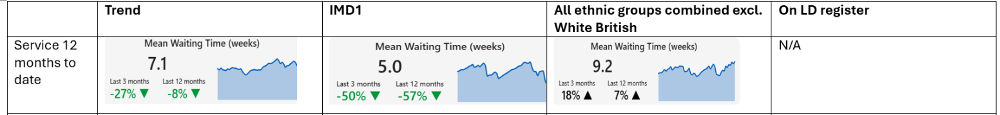 Trend
IMD1
All ethnic groups combined excl.
White British
On LD register
Service 12
months to
date
Mean Waiting Time (weeks)
7.1
Last 3 months Last 12 months
-27% ▼ -8% ▼
Mean Waiting Time (weeks)
5.0
Last 3 months Last 12 months
-50% ▼ -57% ▼
Mean Waiting Time (weeks)
9.2
Last 3 months Last 12 months
18% ▲ 7% ▲
N/A